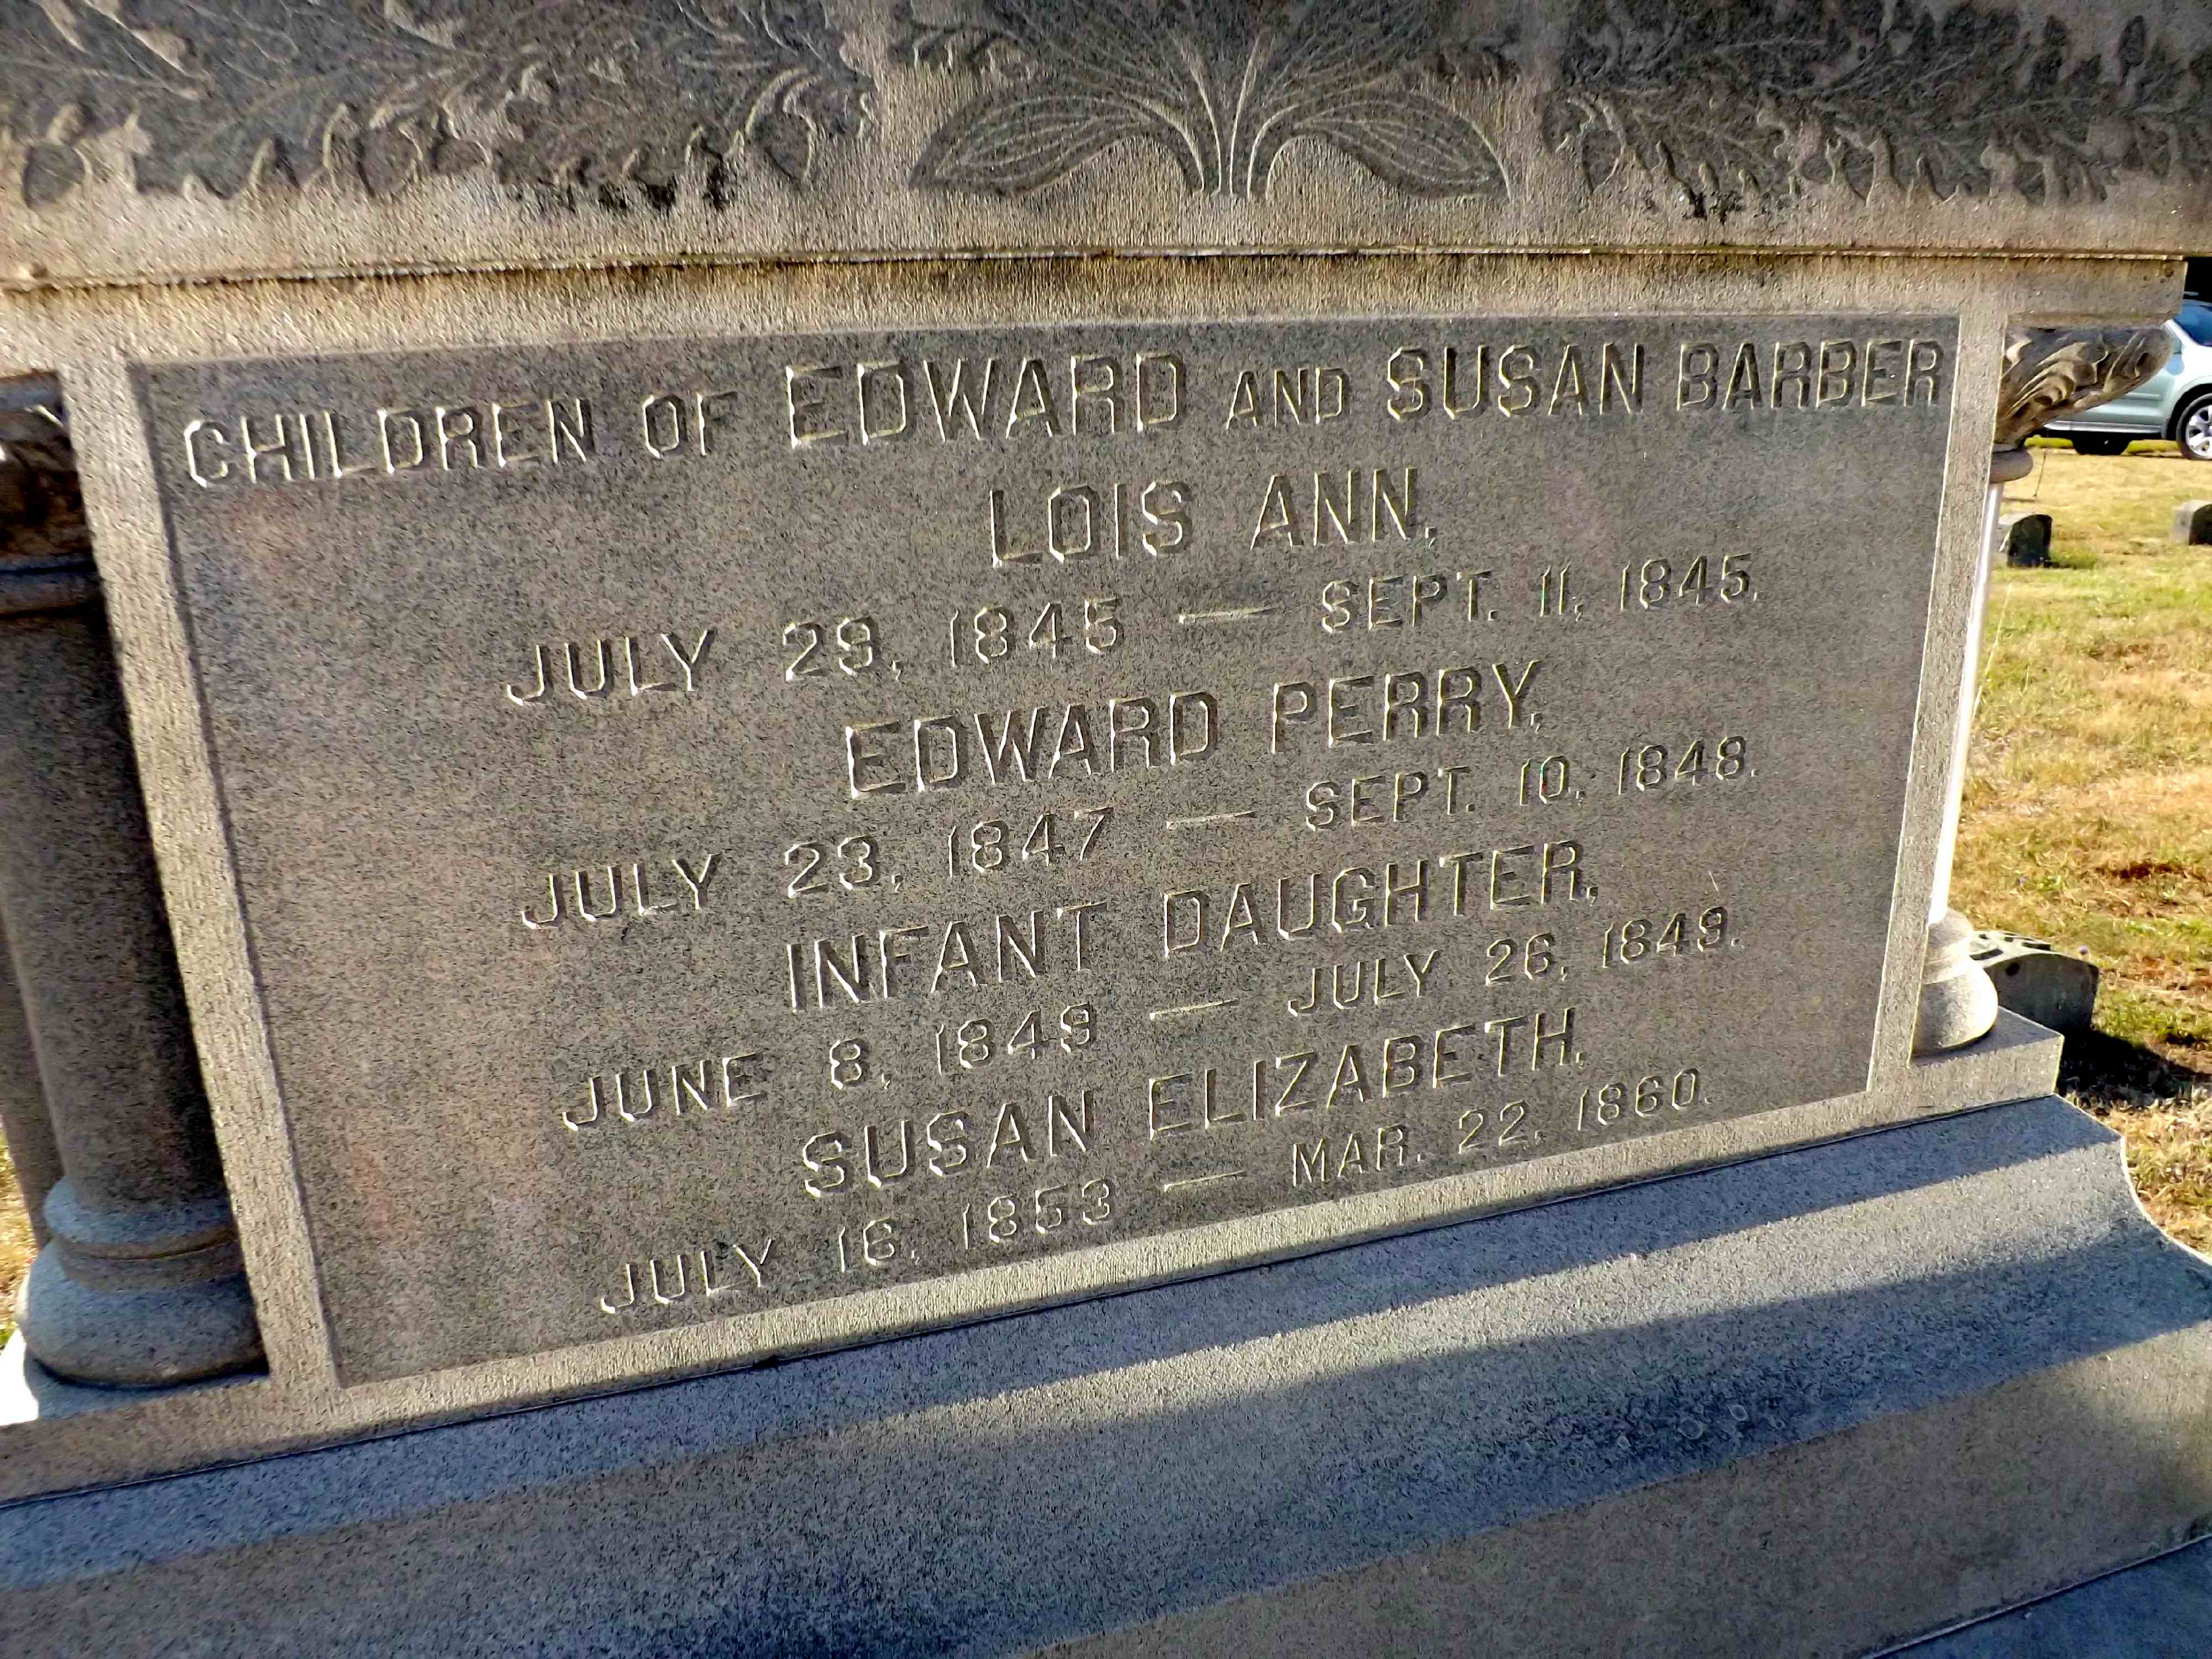 CHILDREN OF EDWARD AND SUSAN BARBER
LOIS ANN,
JULY 29, 1845 — SEPT. 11, 1845.
EDWARD PERRY,
JULY 23, 1847 — SEPT. 10, 1848.
INFANT DAUGHTER,
JUNE 8, 1849 — JULY 26, 1849.
SUSAN ELIZABETH,
JULY 16, 1853 — MAR. 22, 1860.